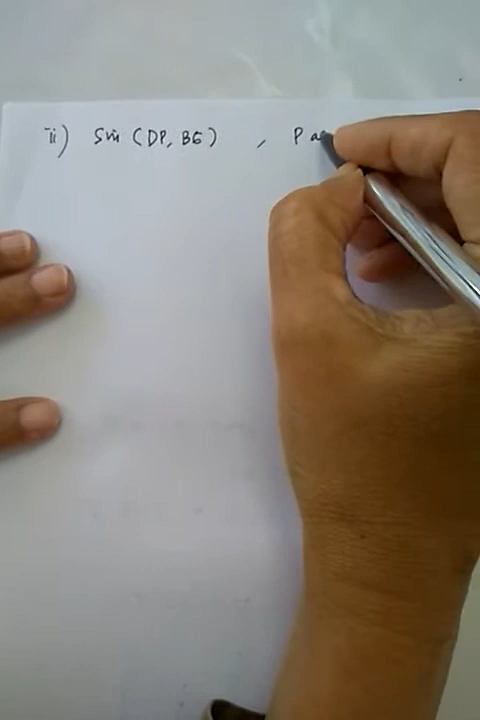 ii) Sin (DP, BG) , P